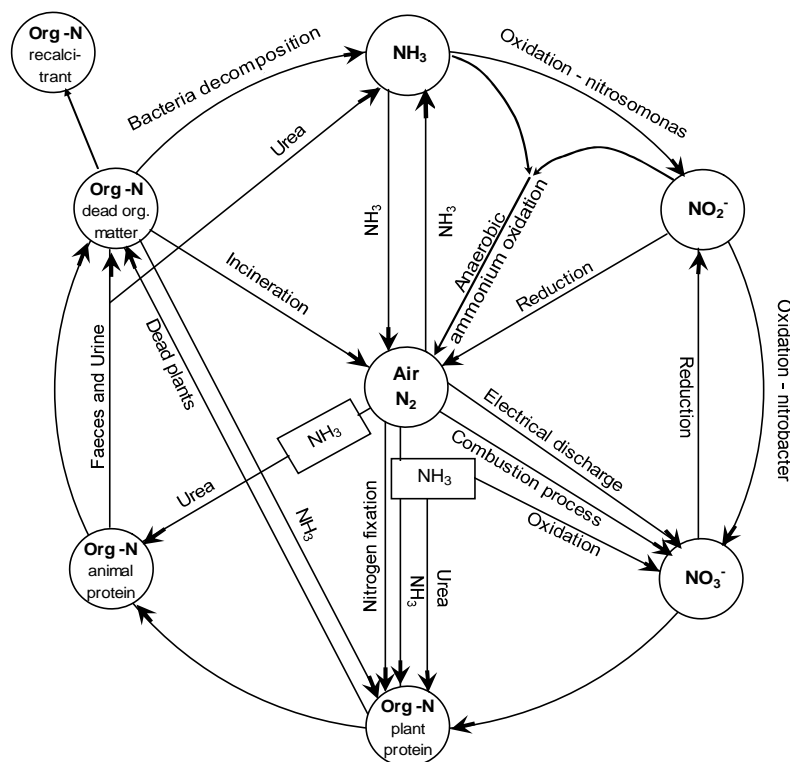 Org -N
recalci-
trant
NH3
Oxidation - nitrosomonas
Bacteria decomposition
Urea
Org -N
dead org.
matter
NO2-
NH3
NH3
Anaerobic
ammonium oxidation
Incineration
Reduction
Dead plants
Air
N2
Faeces and Urine
NH3
Electrical discharge
Combustion process
Oxidation
Reduction
Oxidation - nitrobacter
NH3
Urea
NH3
Nitrogen fixation
NH3
Urea
Org -N
animal
protein
NO3-
Org -N
plant
protein